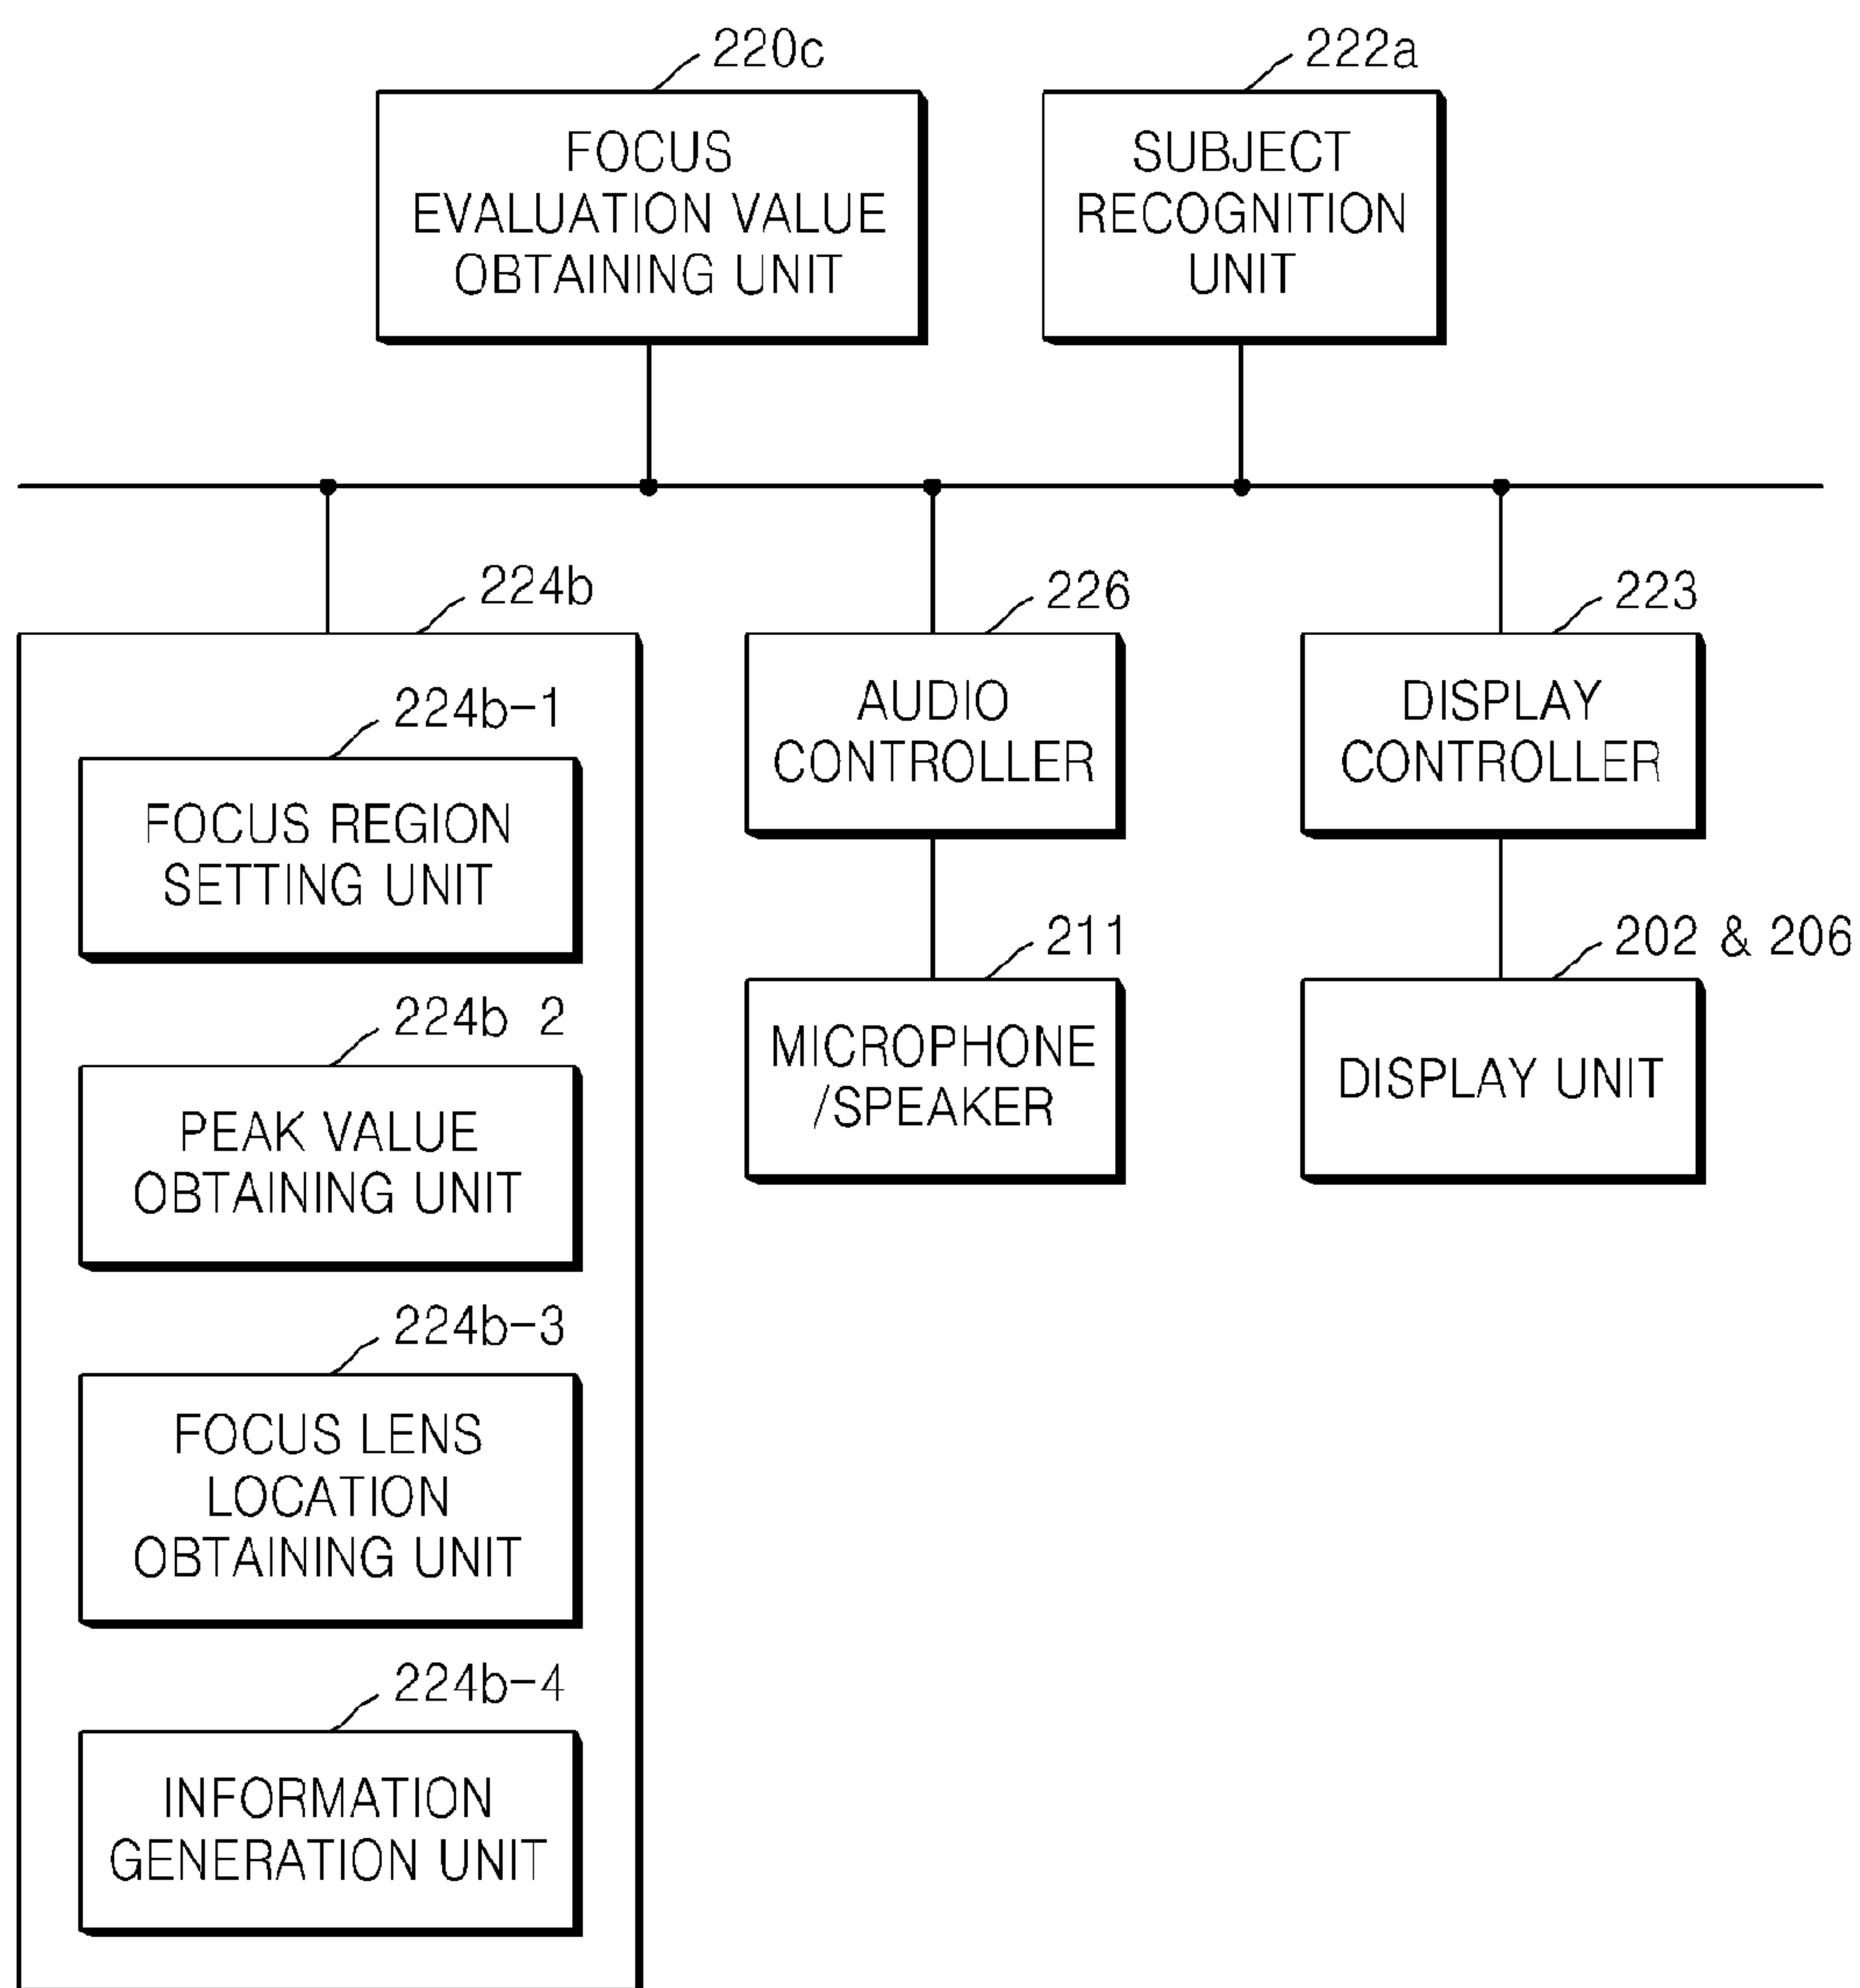 220c
FOCUS
EVALUATION VALUE
OBTAINING UNIT
222a
SUBJECT
RECOGNITION
UNIT
224b
224b-1
FOCUS REGION
SETTING UNIT
224b 2
PEAK VALUE
OBTAINING UNIT
224b-3
FOCUS LENS
LOCATION
OBTAINING UNIT
224b-4
INFORMATION
GENERATION UNIT
226
AUDIO
CONTROLLER
211
MICROPHONE
/SPEAKER
223
DISPLAY
CONTROLLER
202 & 206
DISPLAY UNIT